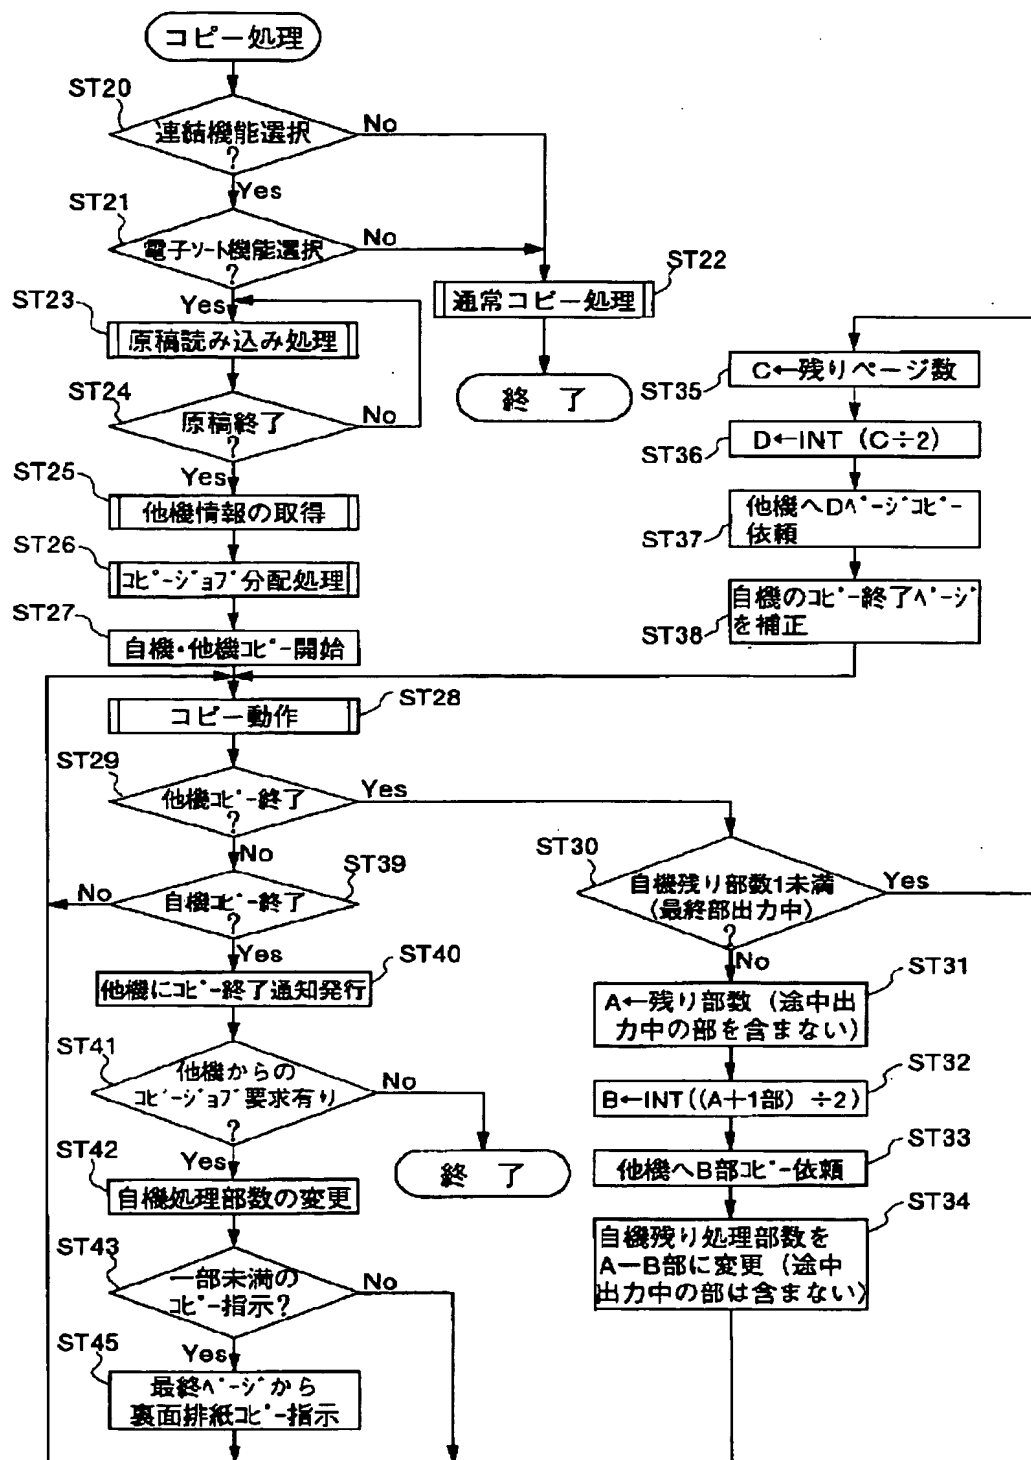 コピー処理
ST20
連結機能選択
?
No
Yes
ST21
電子ソート機能選択
?
No
Yes
ST22
通常コピー処理
終 了
ST23
原稿読み込み処理
ST24
原稿終了
?
No
Yes
ST25
他機情報の取得
ST26
コピージョブ分配処理
ST27
自機・他機コピー開始
ST28
コピー動作
ST29
他機コピー終了
?
Yes
No
ST39
自機コピー終了
?
No
Yes
ST40
他機にコピー終了通知発行
ST41
他機からの
コピージョブ要求有り
?
No
Yes
終 了
ST42
自機処理部数の変更
ST43
一部未満の
コピー指示?
No
Yes
ST45
最終ページから
裏面排紙コピー指示
ST30
自機残り部数1未満
(最終部出力中)
?
Yes
No
ST31
A←残り部数(途中出
力中の部を含まない)
ST32
B←INT((A+1部)÷2)
ST33
他機へB部コピー依頼
ST34
自機残り処理部数を
A－B部に変更(途中
出力中の部は含まない)
ST35
C←残りページ数
ST36
D←INT (C÷2)
ST37
他機へDページコピー
依頼
ST38
自機のコピー終了ページ
を補正